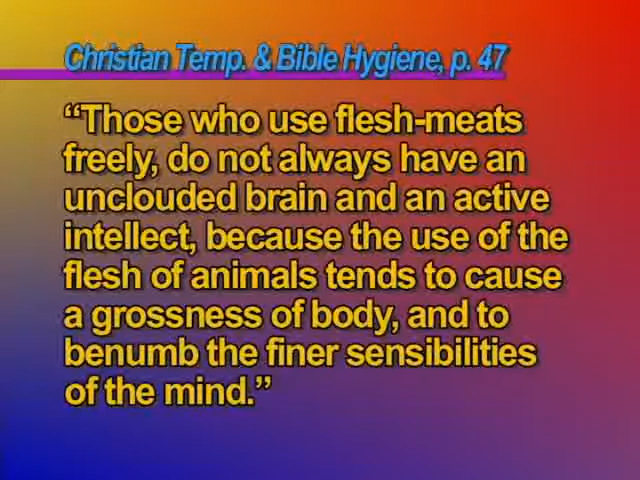 Christian Temp. & Bible Hygiene, p. 47
“Those who use flesh-meats
freely, do not always have an
unclouded brain and an active
intellect, because the use of the
flesh of animals tends to cause
a grossness of body, and to
benumb the finer sensibilities
of the mind.”